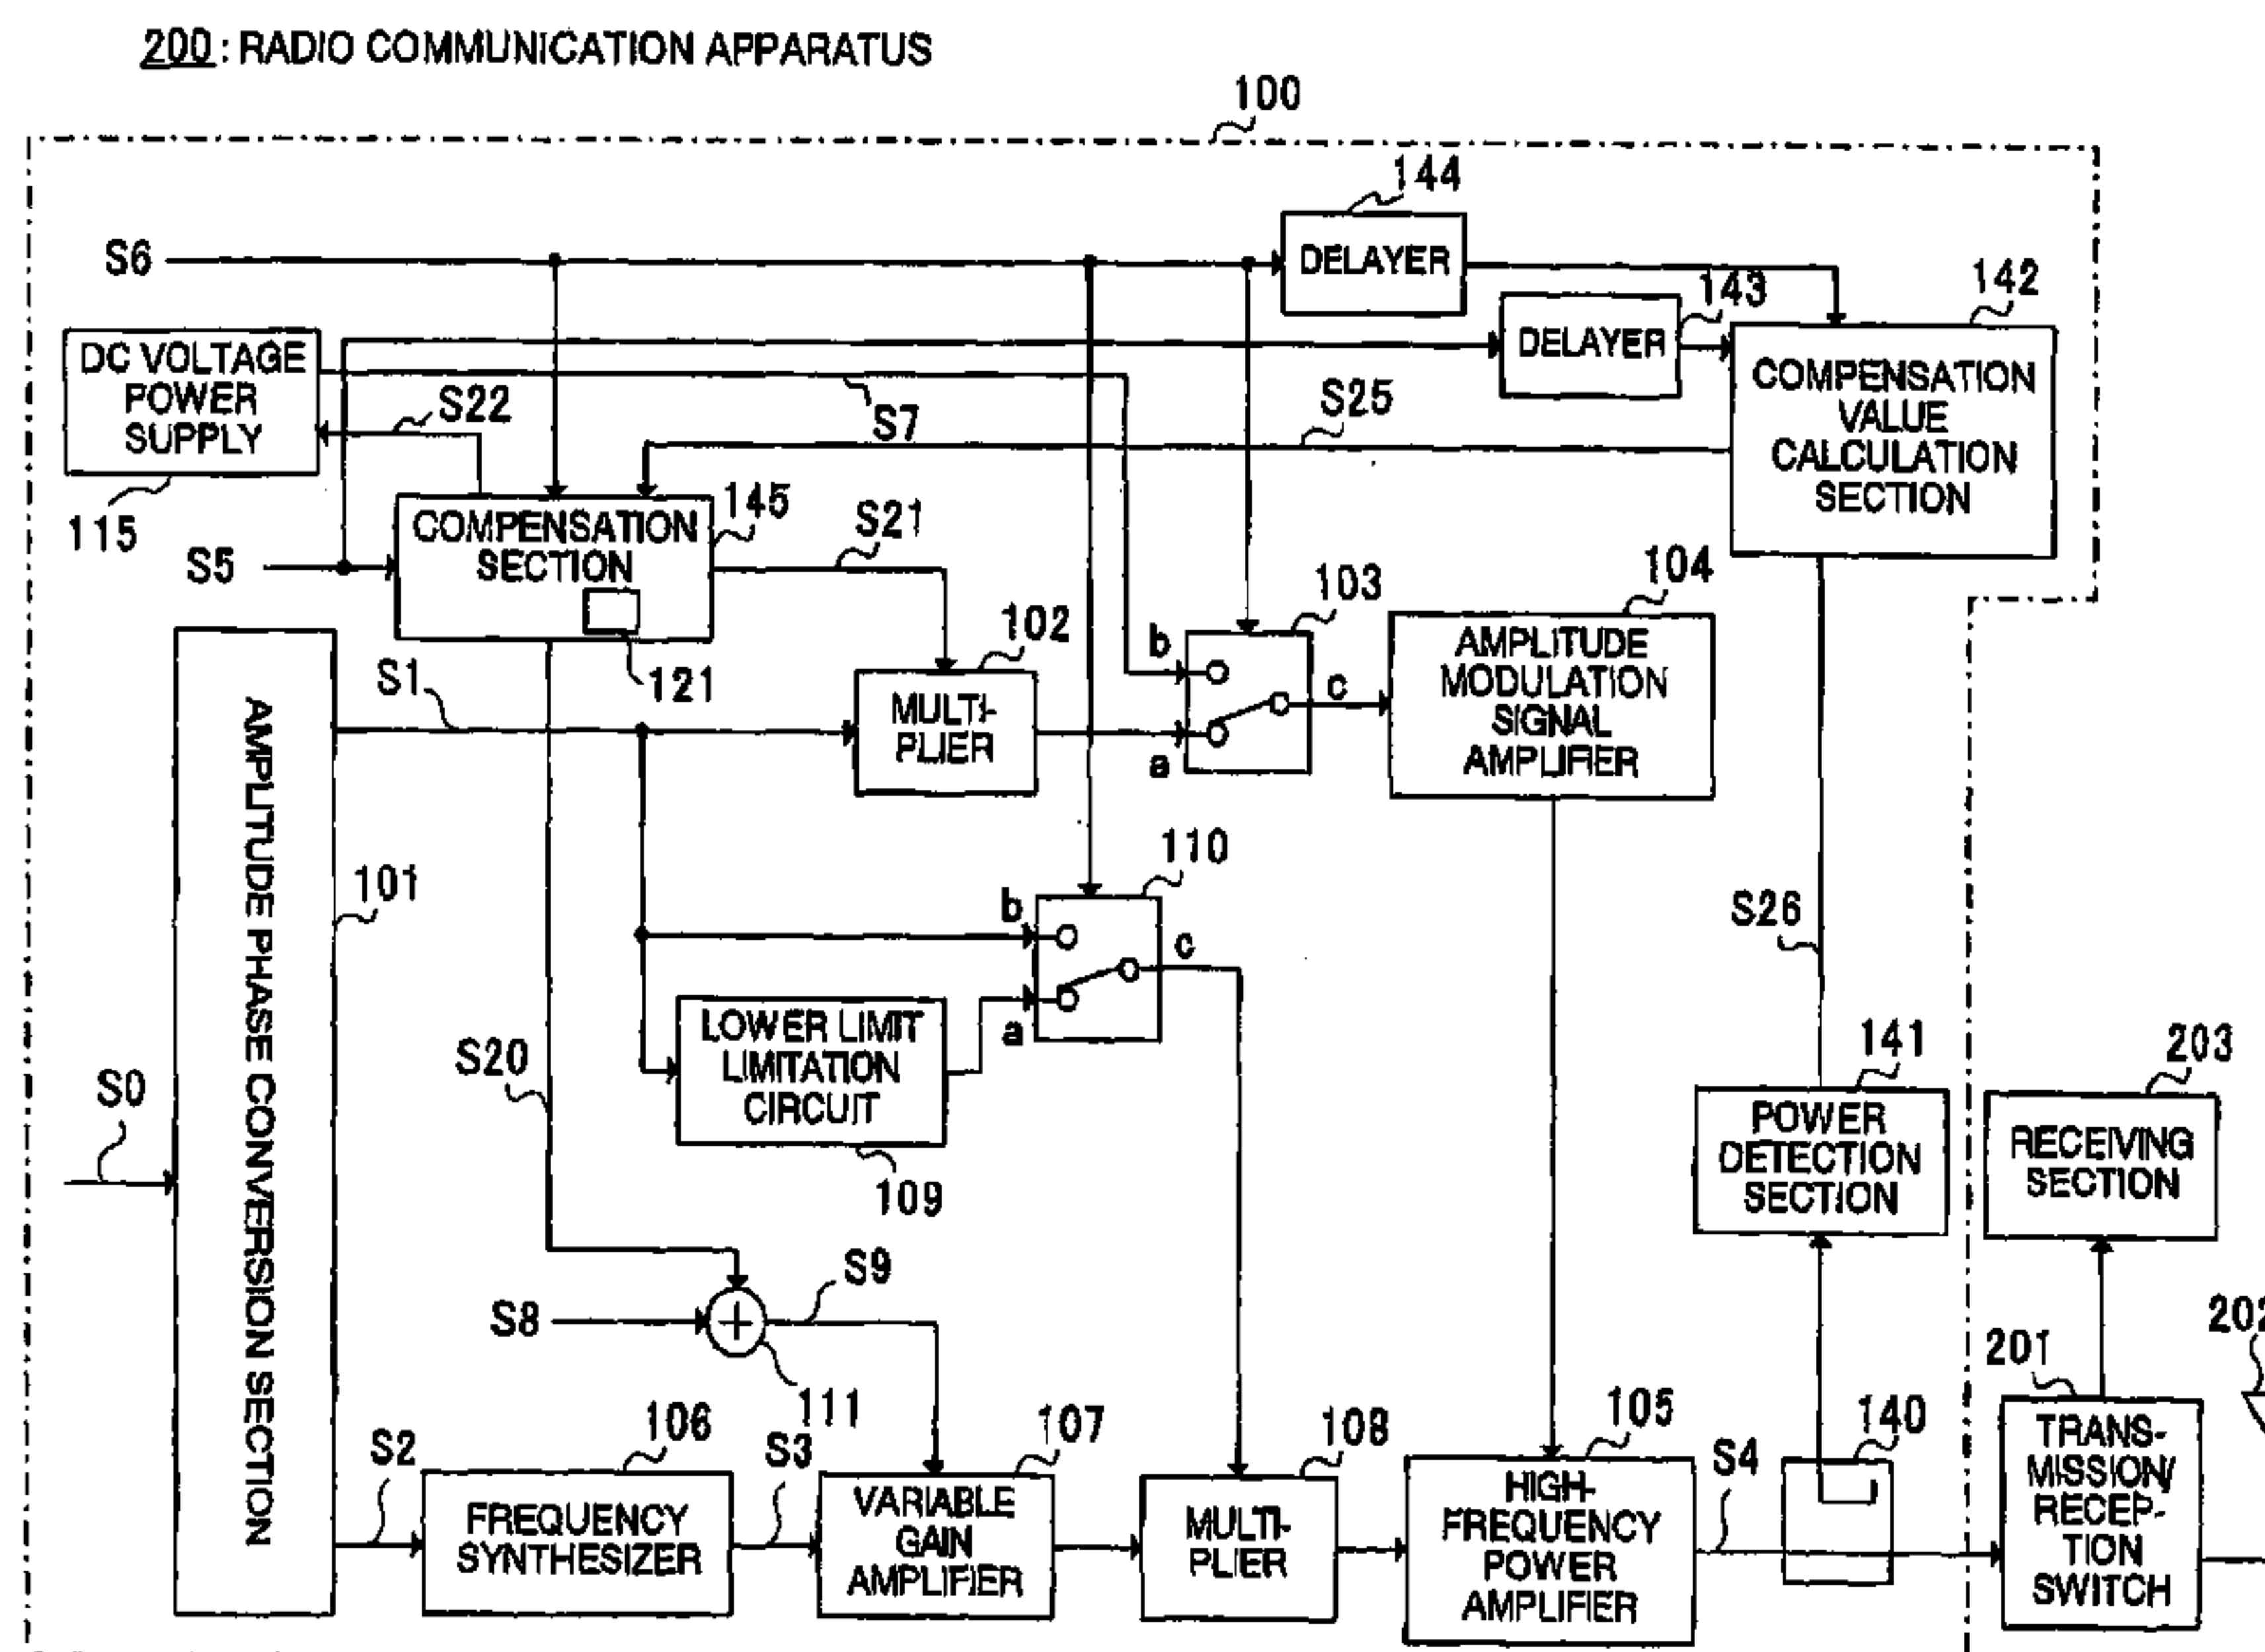 200 : RADIO COMMUNICATION APPARATUS
100
144
S6
DELAYER
142
143
DC VOLTAGE
POWER
SUPPLY
DELAYER
COMPENSATION
VALUE
CALCULATION
SECTION
S22
S7
S25
115
145
COMPENSATION
SECTION
S21
S5
104
103
102
121
S1
AMPLITUDE
MODULATION
SIGNAL
AMPLIFIER
b
c
a
MULTI-
PLIER
AMPLITUDE PHASE CONVERSION SECTION
101
110
b
c
a
S26
LOWER LIMIT
LIMITATION
CIRCUIT
S20
109
141
203
POWER
DETECTION
SECTION
RECEIVING
SECTION
S0
S9
S8
111
202
201
106
S2
S3
107
108
105
S4
140
FREQUENCY
SYNTHESIZER
VARIABLE
GAIN
AMPLIFIER
MULTI-
PLIER
HIGH-
FREQUENCY
POWER
AMPLIFIER
TRANS-
MISSION/
RECEP-
TION
SWITCH